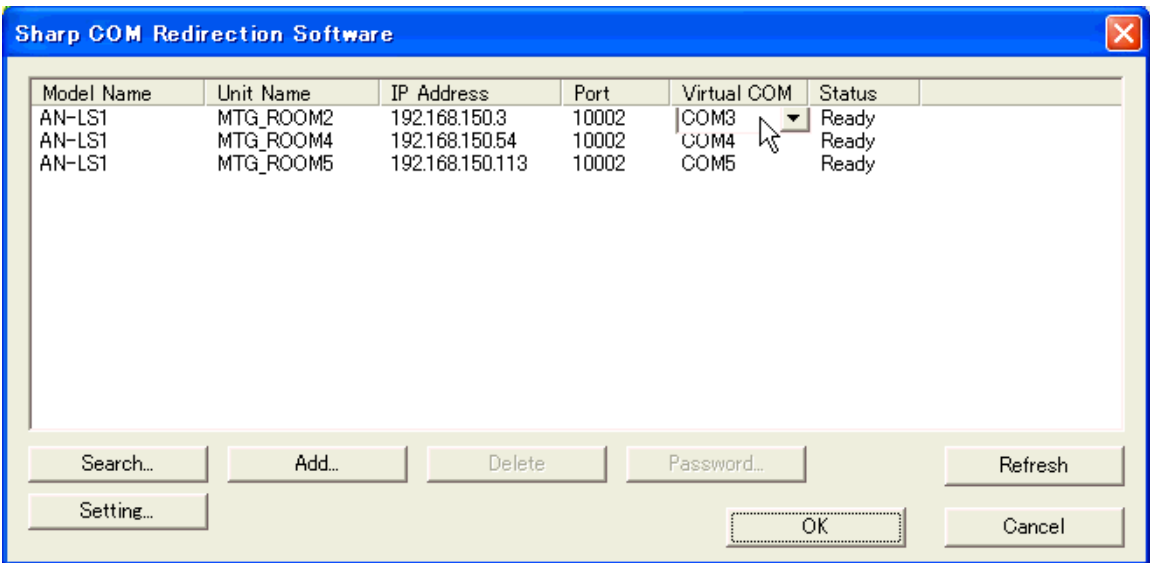 Sharp COM Redirection Software
Model Name Unit Name IP Address Port Virtual COM Status
AN-LS1 MTG_ROOM2 192.168.150.3 10002 COM3 Ready
AN-LS1 MTG_ROOM4 192.168.150.54 10002 COM4 Ready
AN-LS1 MTG_ROOM5 192.168.150.113 10002 COM5 Ready
Search... Add... Delete Password... Refresh
Setting... OK Cancel